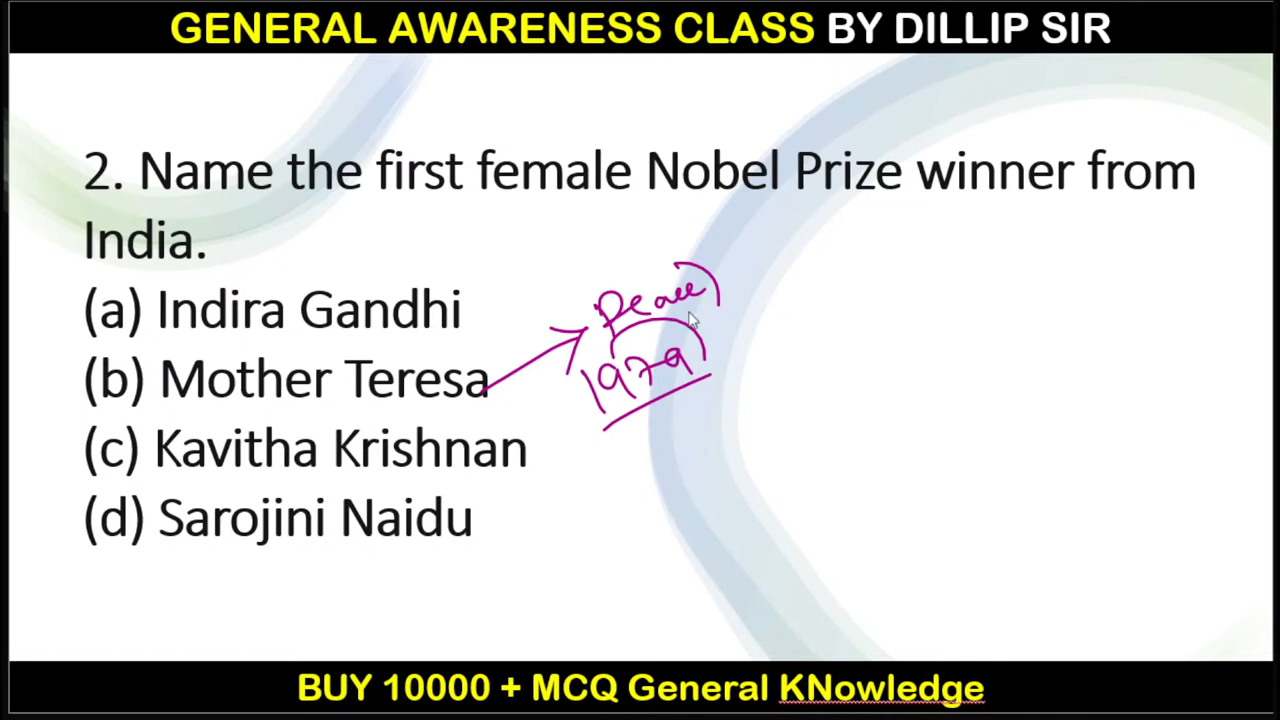 GENERAL AWARENESS CLASS BY DILLIP SIR
2. Name the first female Nobel Prize winner from
India.
(a) Indira Gandhi
Peace
(b) Mother Teresa
1979
(c) Kavitha Krishnan
(d) Sarojini Naidu
BUY 10000 + MCQ General KNowledge